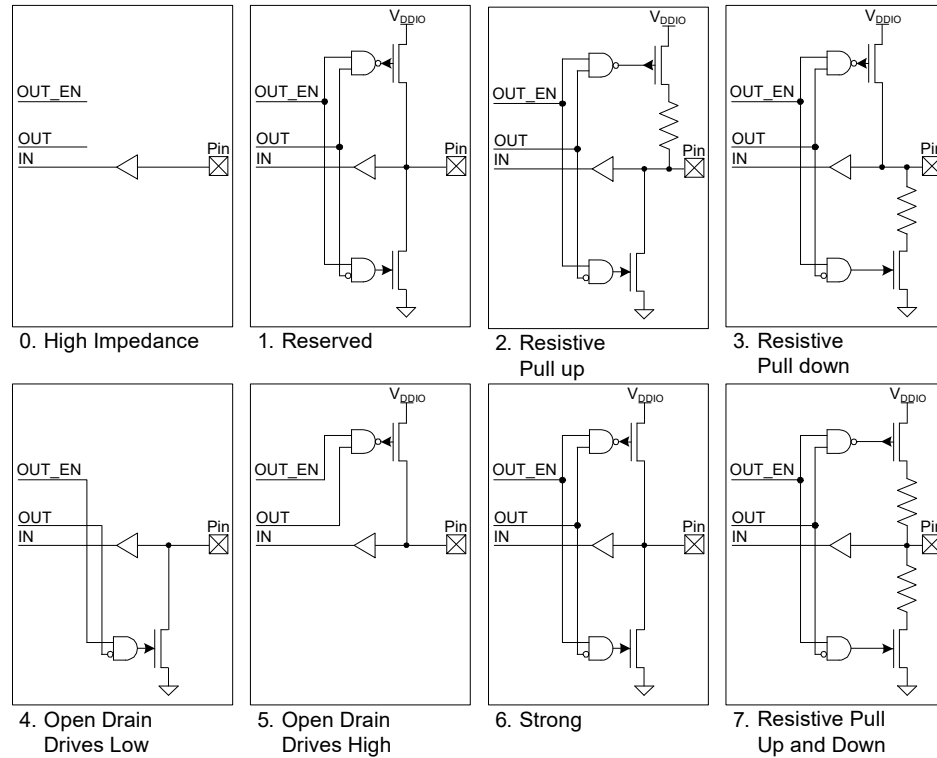 OUT_EN
OUT
IN
Pin
0. High Impedance
VDDIO
OUT_EN
OUT
IN
Pin
1. Reserved
VDDIO
OUT_EN
OUT
IN
Pin
2. Resistive
Pull up
VDDIO
OUT_EN
OUT
IN
Pin
3. Resistive
Pull down
OUT_EN
OUT
IN
Pin
4. Open Drain
Drives Low
VDDIO
OUT_EN
OUT
IN
Pin
5. Open Drain
Drives High
VDDIO
OUT_EN
OUT
IN
Pin
6. Strong
VDDIO
OUT_EN
OUT
IN
Pin
7. Resistive Pull
Up and Down